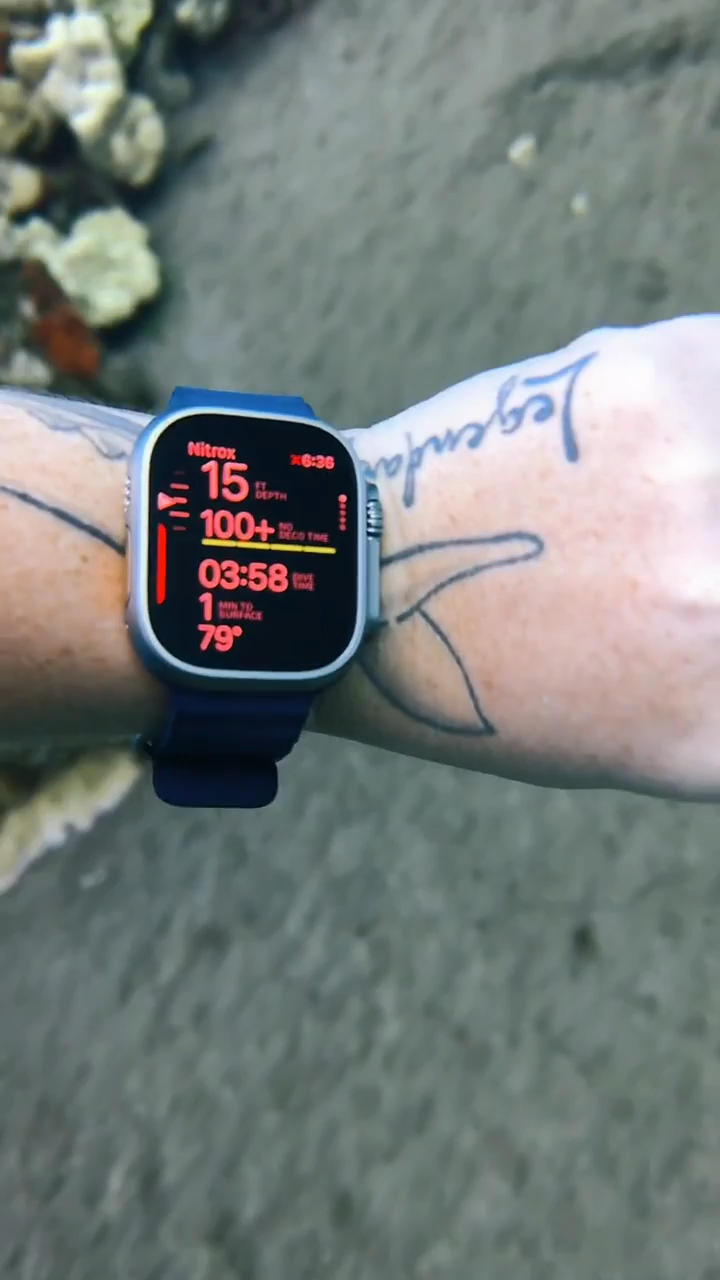 Nitrox
6:36
15 FT
DEPTH
100+ NO
DECO TIME
03:58 DIVE
TIME
1 MIN TO
SURFACE
79°
Legendar